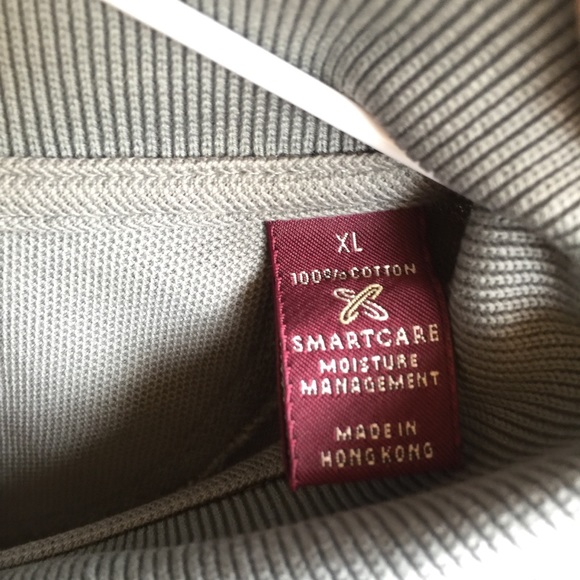 XL
100% COTTON
SMARTCARE
MOISTURE
MANAGEMENT
MADE IN
HONG KONG